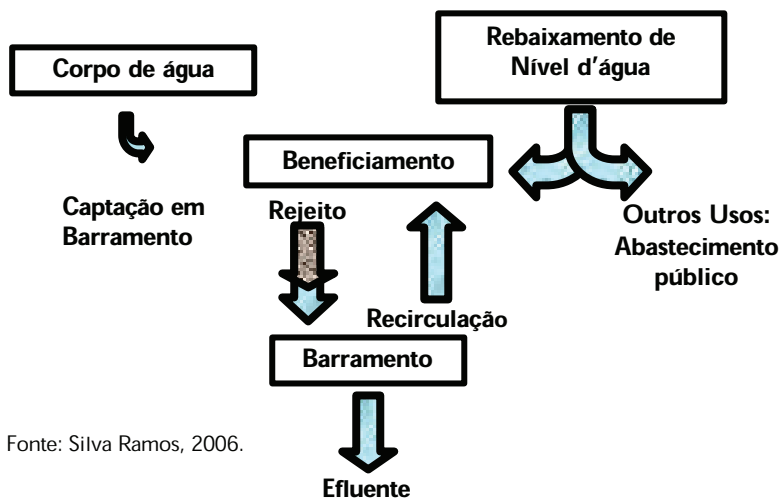 Corpo de água
Rebaixamento de
Nível d'água
Beneficiamento
Captação em
Barramento
Rejeito
Outros Usos:
Abastecimento
público
Recirculação
Barramento
Fonte: Silva Ramos, 2006.
Efluente